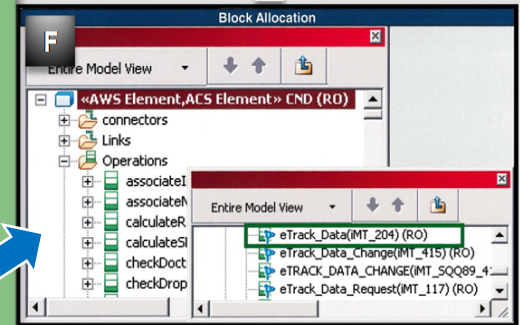 Block Allocation
F
Entire Model View
«AWS Element,ACS Element» CND (RO)
connectors
Links
Operations
associateI
associateN
calculateR
calculateSI
checkDoct
checkDrop
Entire Model View
eTrack_Data(iMT_204) (RO)
eTrack_Data_Change(iMT_415) (RO)
eTRACK_DATA_CHANGE(iMT_SQQ89_4
eTrack_Data_Request(iMT_117) (RO)